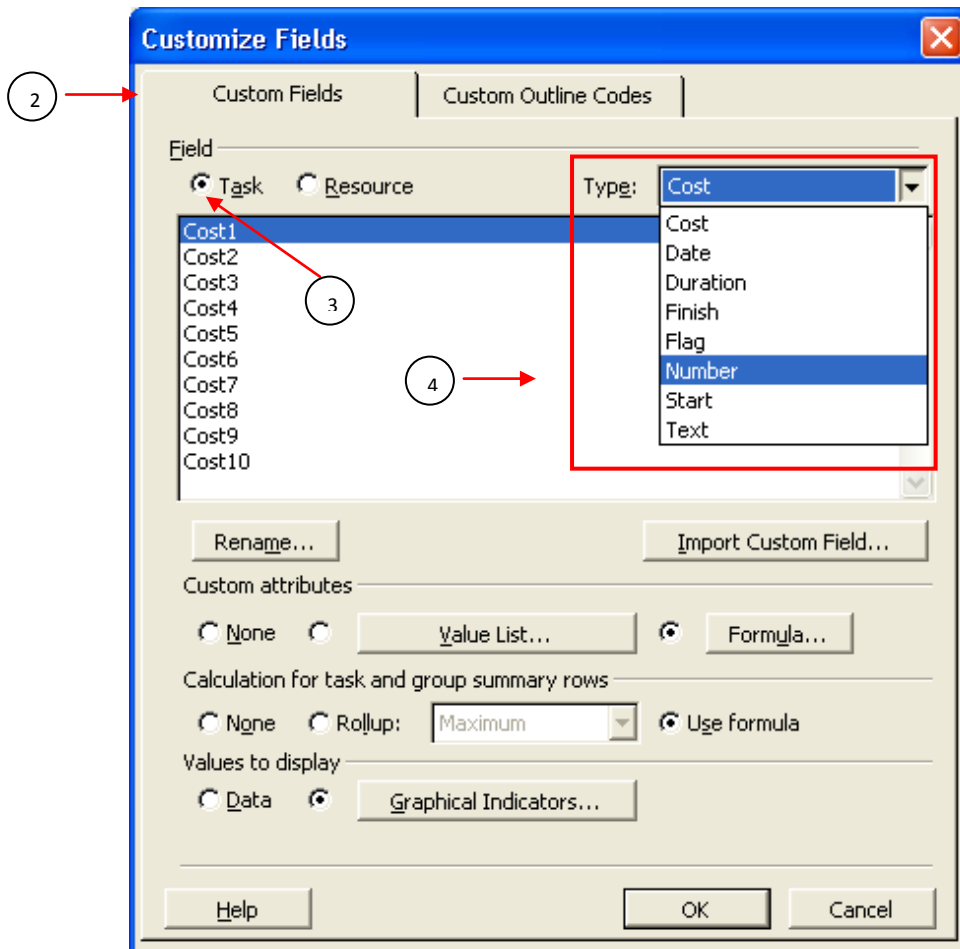 Customize Fields
2
Custom Fields
Custom Outline Codes
Field
Task
Resource
Type:
Cost
Cost1
Cost2
Cost3
Cost4
Cost5
Cost6
Cost7
Cost8
Cost9
Cost10
Cost
Date
Duration
Finish
Flag
Number
Start
Text
3
4
Rename...
Import Custom Field...
Custom attributes
None
Value List...
Formula...
Calculation for task and group summary rows
None
Rollup:
Maximum
Use formula
Values to display
Data
Graphical Indicators...
Help
OK
Cancel